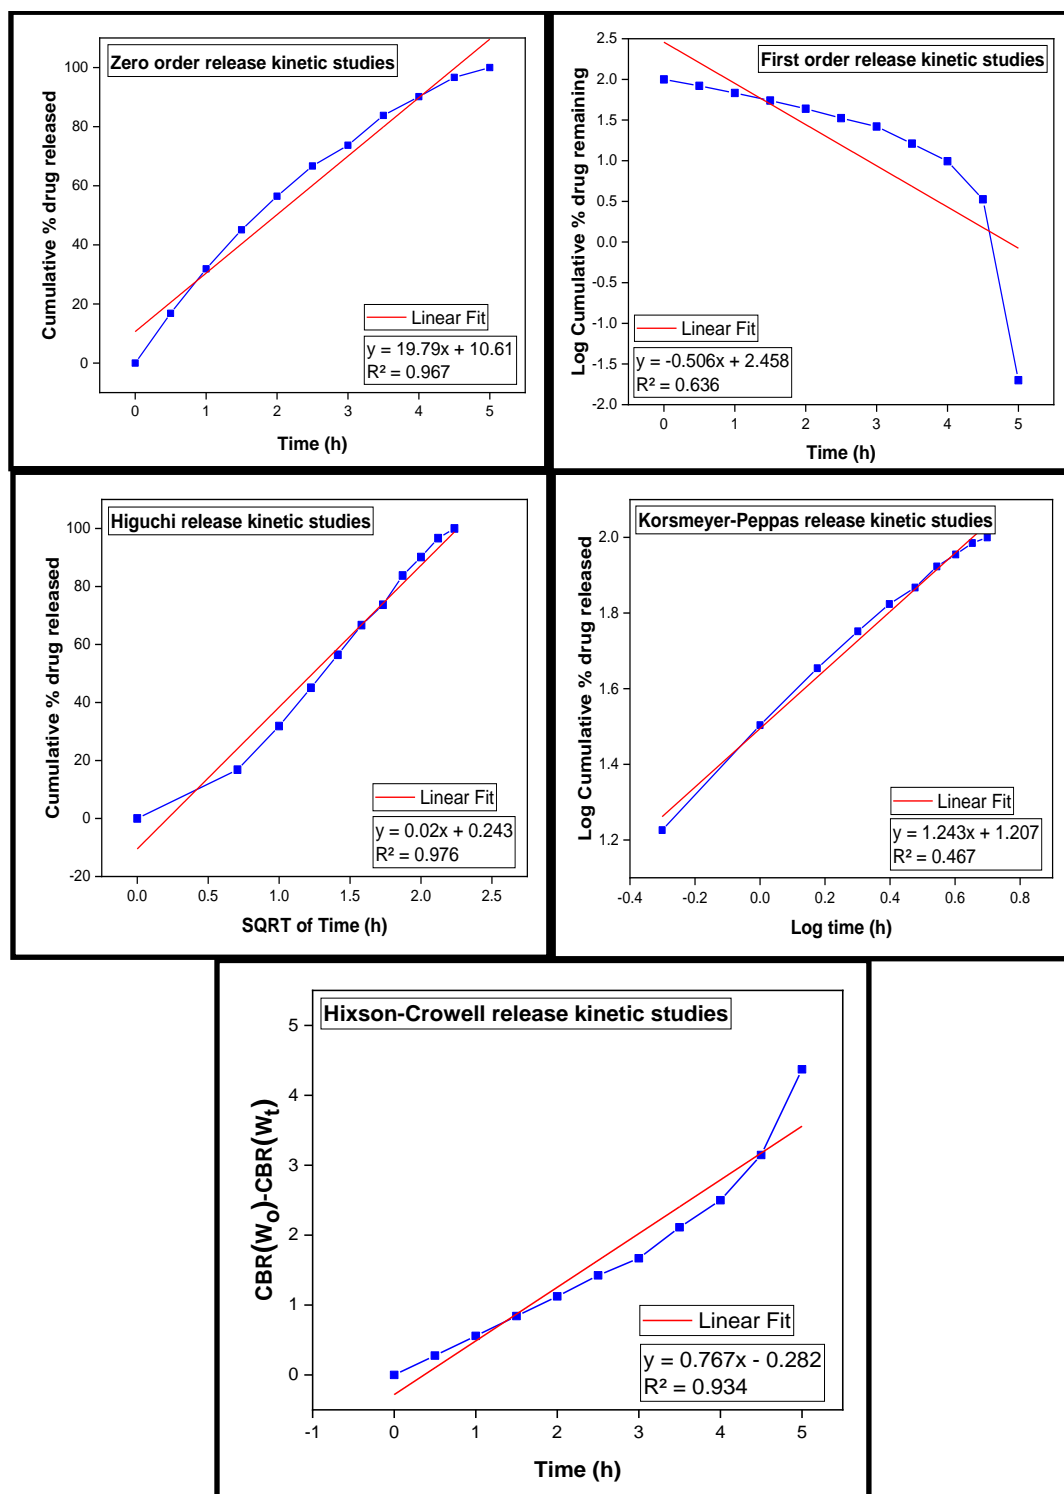 Zero order release kinetic studies
Cumulative % drug released
100
80
60
40
20
0
Linear Fit
y = 19.79x + 10.61
R² = 0.967
0 1 2 3 4 5
Time (h)
First order release kinetic studies
Log Cumulative % drug remaining
2.5
2.0
1.5
1.0
0.5
0.0
-0.5
-1.0
-1.5
-2.0
Linear Fit
y = -0.506x + 2.458
R² = 0.636
0 1 2 3 4 5
Time (h)
Higuchi release kinetic studies
Cumulative % drug released
100
80
60
40
20
0
-20
Linear Fit
y = 0.02x + 0.243
R² = 0.976
0.0 0.5 1.0 1.5 2.0 2.5
SQRT of Time (h)
Korsmeyer-Peppas release kinetic studies
Log Cumulative % drug released
2.0
1.8
1.6
1.4
1.2
Linear Fit
y = 1.243x + 1.207
R² = 0.467
-0.4 -0.2 0.0 0.2 0.4 0.6 0.8
Log time (h)
Hixson-Crowell release kinetic studies
CBR(W₀)-CBR(Wₜ)
5
4
3
2
1
0
Linear Fit
y = 0.767x - 0.282
R² = 0.934
-1 0 1 2 3 4 5
Time (h)